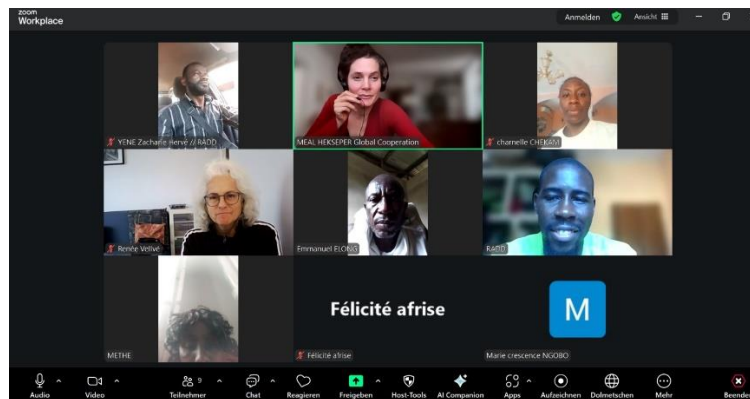 zoom
Workplace
Anmelden
Ansicht
YENE Zacharie Hervé // RADD
MEAL HEKSEPER Global Cooperation
charnelle CHEKAM
Renée Vellvé
Emmanuel ELONG
RADD
METHE
Félicité afrise
Félicité afrise
M
Marie crescence NGOBO
Audio
Video
9
Teilnehmer
Chat
Reagieren
Freigeben
Host-Tools
AI Companion
Apps
Aufzeichnen
Dolmetschen
Mehr
Beenden